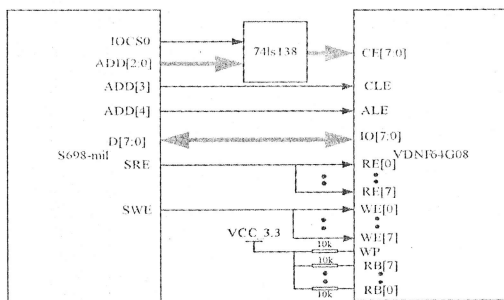 IOCS0
74ls138
ADD[2:0]
CE[7:0]
ADD[3]
CLE
ADD[4]
ALE
D[7:0]
IO[7:0]
S698-mil
VDNF64G08
SRE
RE[0]
RE[7]
SWE
WE[0]
VCC_3.3
WE[7]
10k
WP
10k
RB[7]
10k
RB[0]